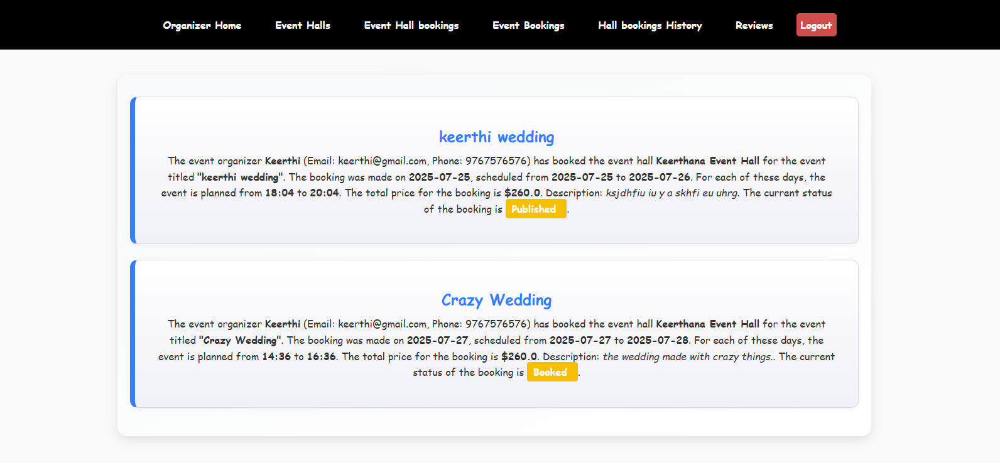 Organizer Home Event Halls Event Hall bookings Event Bookings Hall bookings History Reviews Logout
keerthi wedding
The event organizer Keerthi (Email: keerthi@gmail.com, Phone: 9767576576) has booked the event hall Keerthana Event Hall for the event
titled "keerthi wedding". The booking was made on 2025-07-25, scheduled from 2025-07-25 to 2025-07-26. For each of these days, the
event is planned from 18:04 to 20:04. The total price for the booking is $260.0. Description: ksjdhfiu iu y a skhfi eu uhrg. The current status
of the booking is Published .
Crazy Wedding
The event organizer Keerthi (Email: keerthi@gmail.com, Phone: 9767576576) has booked the event hall Keerthana Event Hall for the event
titled "Crazy Wedding". The booking was made on 2025-07-27, scheduled from 2025-07-27 to 2025-07-28. For each of these days, the
event is planned from 14:36 to 16:36. The total price for the booking is $260.0. Description: the wedding made with crazy things.. The current
status of the booking is Booked .